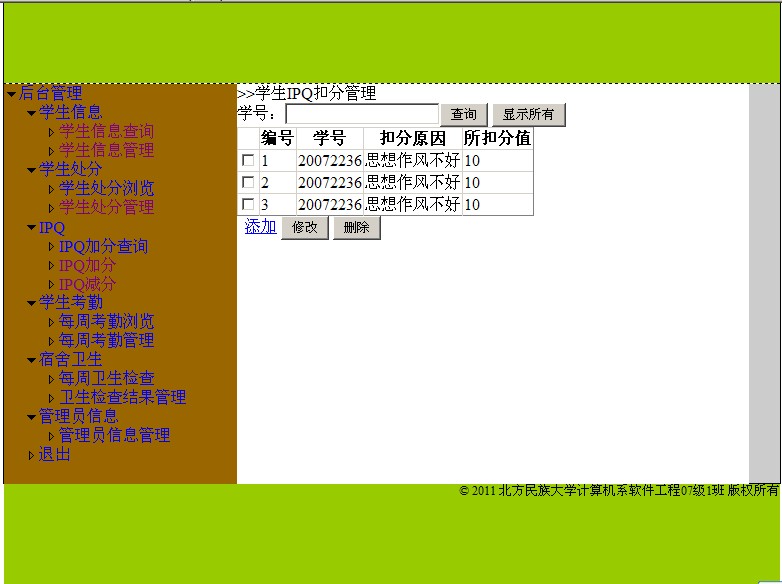 后台管理
学生信息
学生信息查询
学生信息管理
学生处分
学生处分浏览
学生处分管理
IPQ
IPQ加分查询
IPQ加分
IPQ减分
学生考勤
每周考勤浏览
每周考勤管理
宿舍卫生
每周卫生检查
卫生检查结果管理
管理员信息
管理员信息管理
退出
>>学生IPQ扣分管理
学号： 查询 显示所有
编号 学号 扣分原因 所扣分值
1 20072236 思想作风不好 10
2 20072236 思想作风不好 10
3 20072236 思想作风不好 10
添加 修改 删除
© 2011 北方民族大学计算机系软件工程07级1班 版权所有